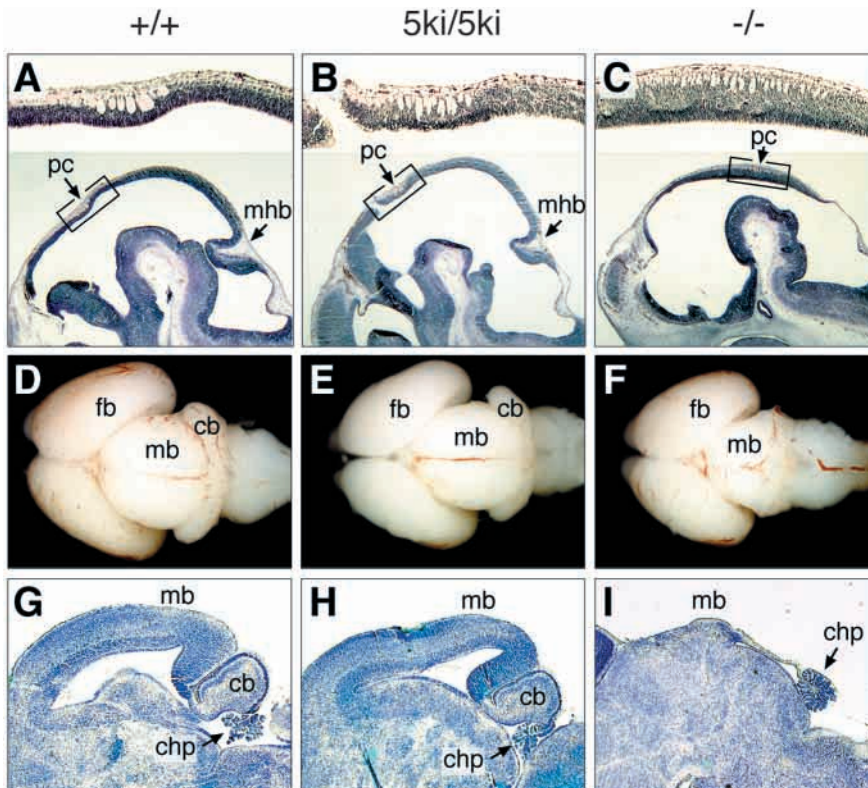 +/+ 5ki/5ki -/-
A B C
pc pc pc
mhb mhb
D E F
fb cb fb cb fb
mb mb mb
G mb H mb I mb
chp
cb cb
chp chp